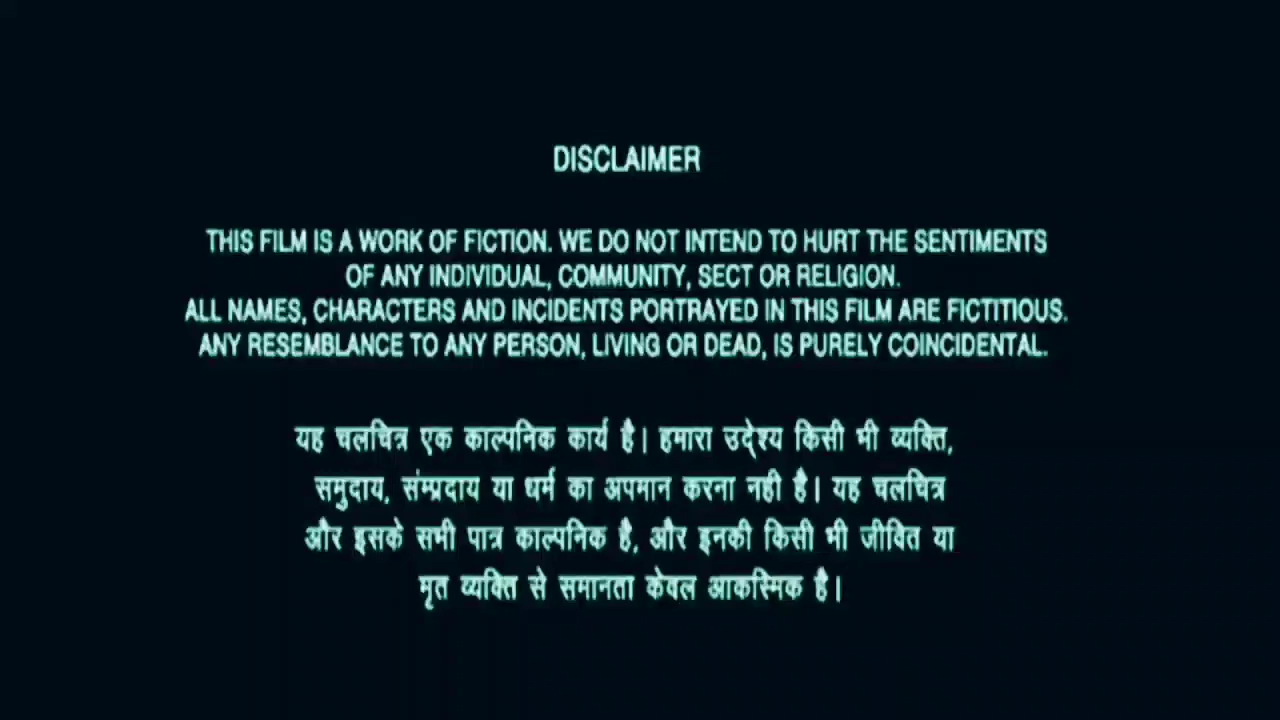 DISCLAIMER
THIS FILM IS A WORK OF FICTION. WE DO NOT INTEND TO HURT THE SENTIMENTS
OF ANY INDIVIDUAL, COMMUNITY, SECT OR RELIGION.
ALL NAMES, CHARACTERS AND INCIDENTS PORTRAYED IN THIS FILM ARE FICTITIOUS.
ANY RESEMBLANCE TO ANY PERSON, LIVING OR DEAD, IS PURELY COINCIDENTAL.
यह चलचित्र एक काल्पनिक कार्य है। हमारा उद्देश्य किसी भी व्यक्ति,
समुदाय, संम्प्रदाय या धर्म का अपमान करना नही है। यह चलचित्र
और इसके सभी पात्र काल्पनिक है, और इनकी किसी भी जीवित या
मृत व्यक्ति से समानता केवल आकस्मिक है।